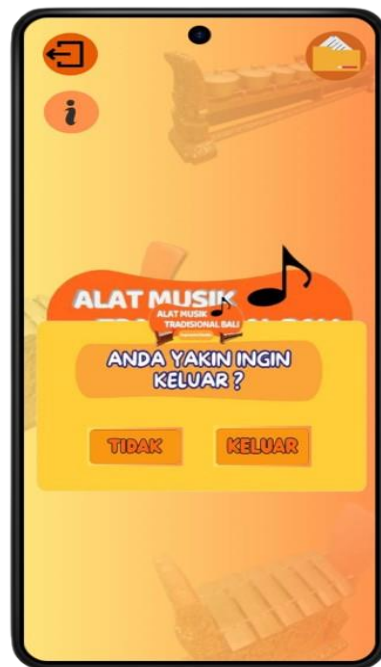 i
ALAT MUSIK
ALAT MUSIK
TRADISIONAL BALI
ANDA YAKIN INGIN
KELUAR ?
TIDAK
KELUAR